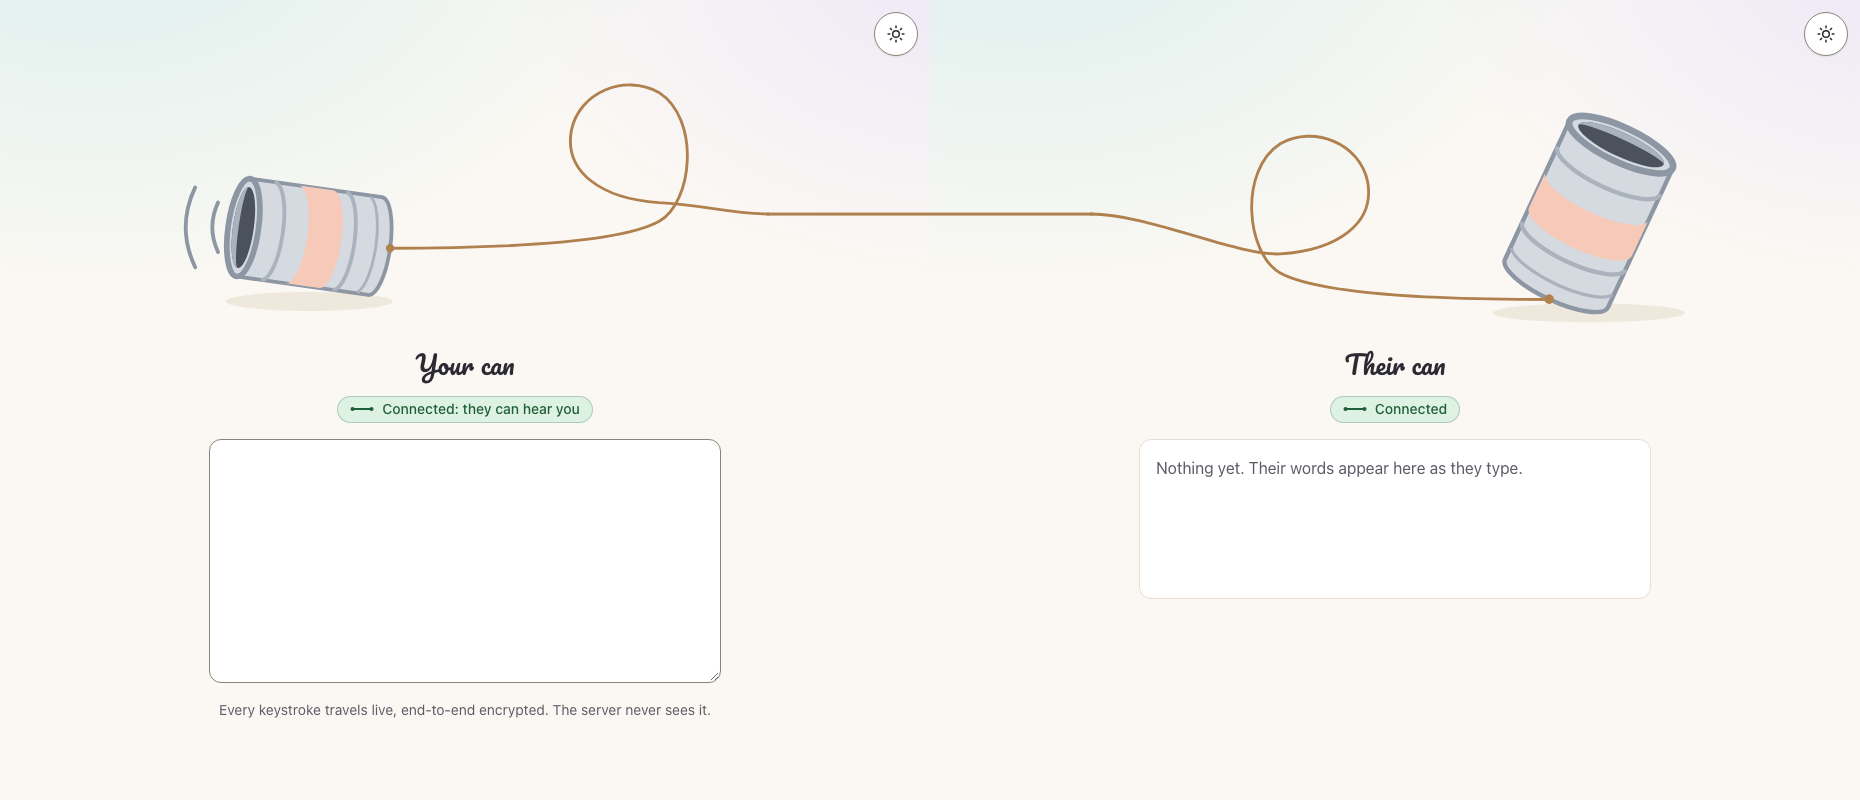 Your can
Connected: they can hear you
Every keystroke travels live, end-to-end encrypted. The server never sees it.
Their can
Connected
Nothing yet. Their words appear here as they type.